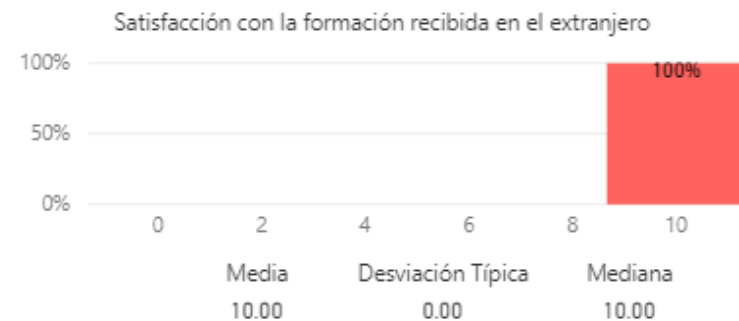 Satisfacción con la formación recibida en el extranjero
100%
100%
50%
0%
0 2 4 6 8 10
Media Desviación Típica Mediana
10.00 0.00 10.00